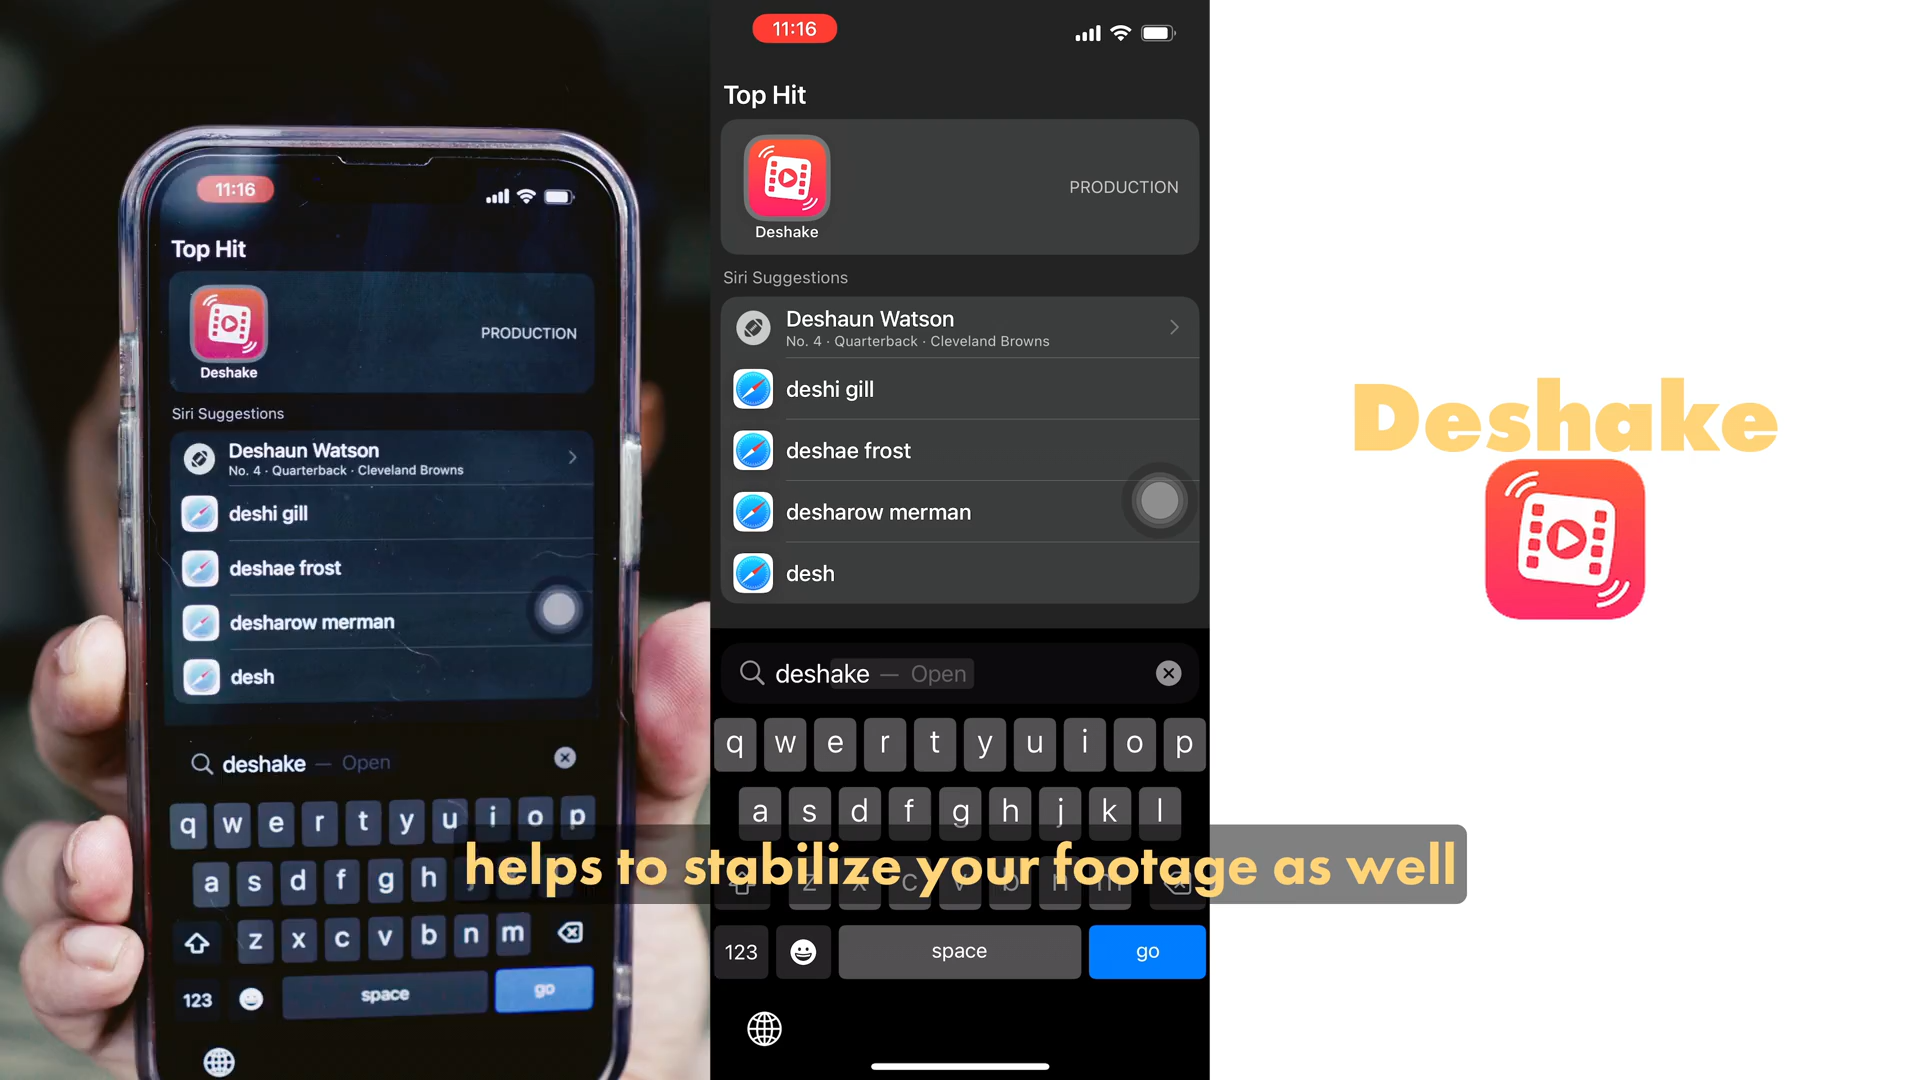 11:16
Top Hit
Deshake
PRODUCTION
Siri Suggestions
Deshaun Watson
No. 4 · Quarterback · Cleveland Browns
deshi gill
deshae frost
desharow merman
desh
deshake — Open
q w e r t y u i o p
a s d f g h
z x c v b n m
123
space
go
11:16
Top Hit
Deshake
PRODUCTION
Siri Suggestions
Deshaun Watson
No. 4 · Quarterback · Cleveland Browns
deshi gill
deshae frost
desharow merman
desh
deshake — Open
q w e r t y u i o p
a s d f g h j k l
z x c v b n m
123
space
go
Deshake
helps to stabilize your footage as well